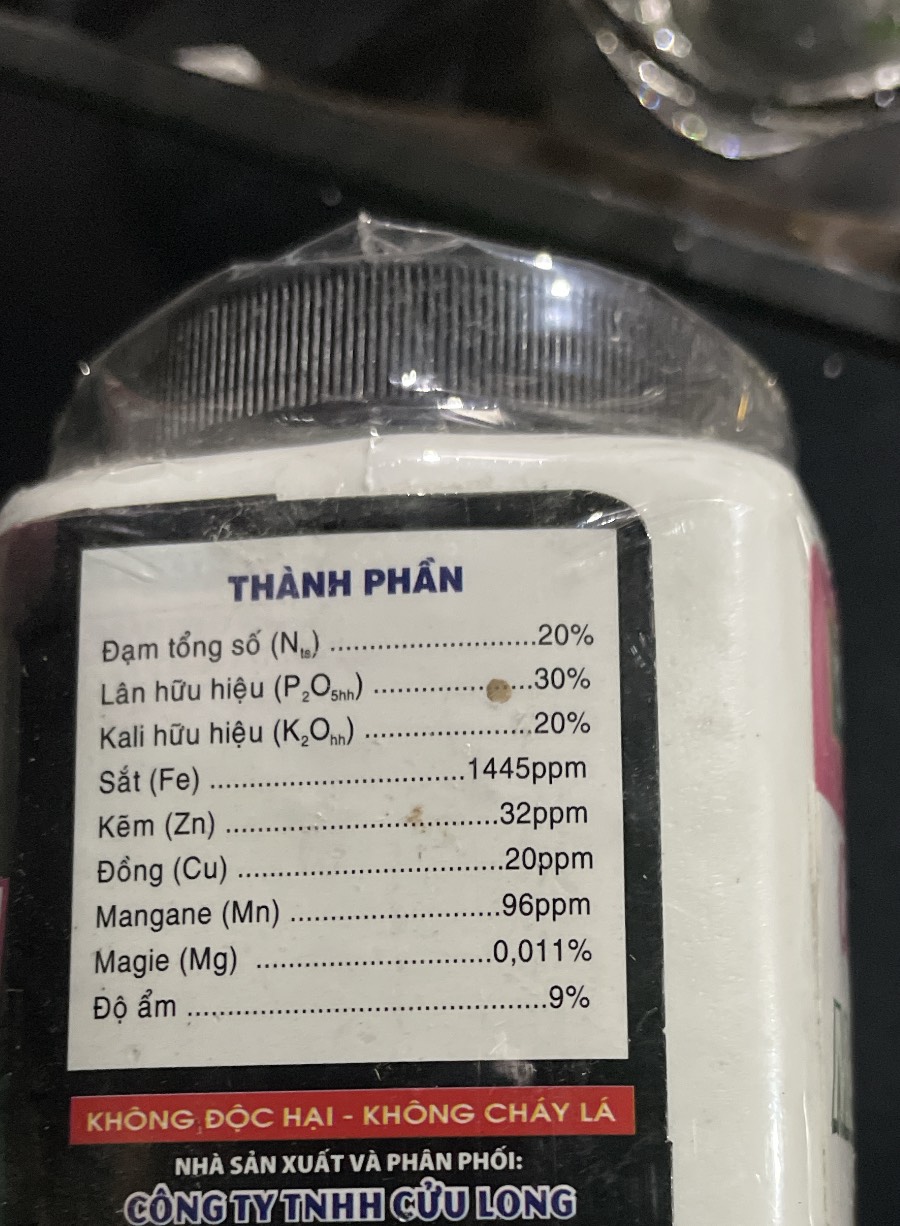 THÀNH PHẦN
Đạm tổng số (Nts) ............................20%
Lân hữu hiệu (P2O5hh) ......................30%
Kali hữu hiệu (K2Ohh) .......................20%
Sắt (Fe) ...................................1445ppm
Kẽm (Zn) .....................................32ppm
Đồng (Cu) ....................................20ppm
Mangane (Mn) .............................96ppm
Magie (Mg) ................................0,011%
Độ ẩm .................................................9%
KHÔNG ĐỘC HẠI - KHÔNG CHÁY LÁ
NHÀ SẢN XUẤT VÀ PHÂN PHỐI:
CÔNG TY TNHH CỬU LONG